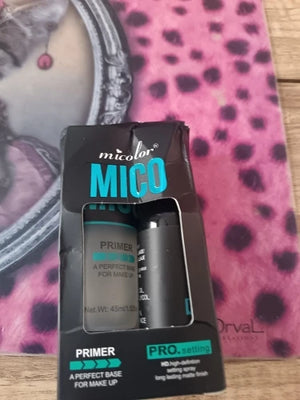 micolor®
MICO
PRIMER
A PERFECT BASE
FOR MAKE UP
PRIMER
A PERFECT BASE
FOR MAKE UP
PRO.setting
HD.high-definition
setting spray
long lasting matte finish
OrvaL